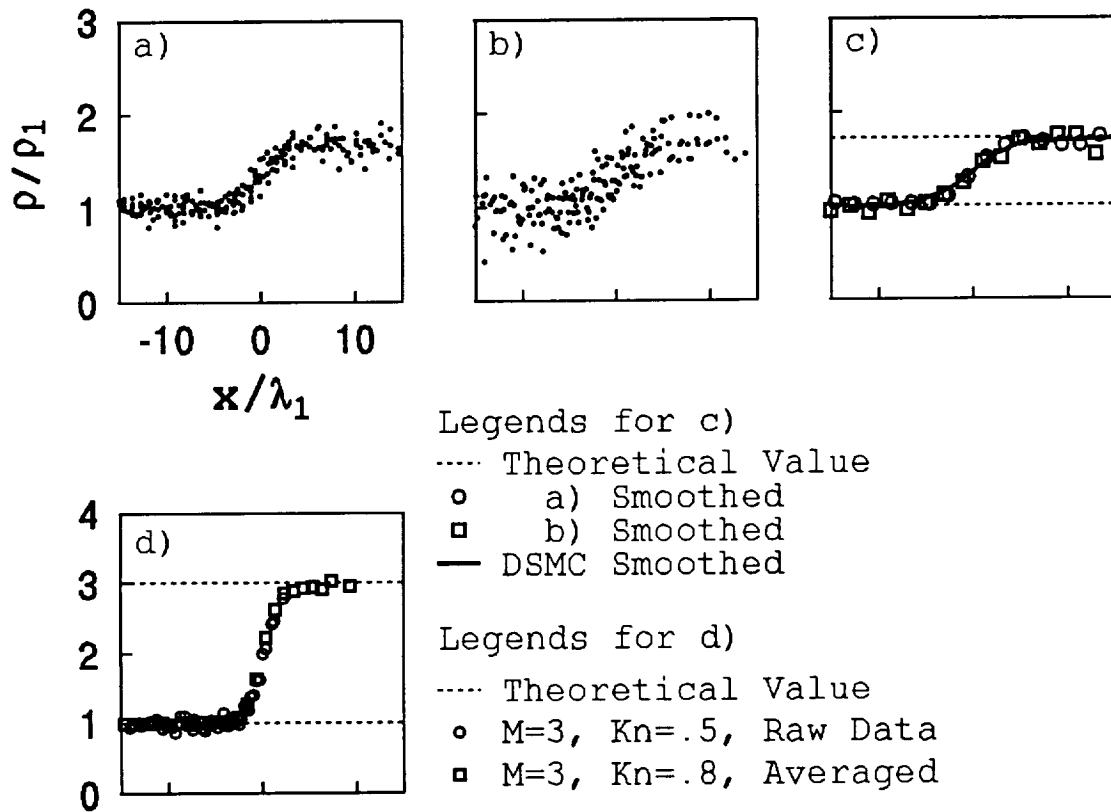 3
a)
b)
c)
2
ρ/ρ1
1
0
-10 0 10
x/λ1
Legends for c)
Theoretical Value
a) Smoothed
b) Smoothed
DSMC Smoothed
4
d)
3
2
1
0
Legends for d)
Theoretical Value
M=3, Kn=.5, Raw Data
M=3, Kn=.8, Averaged